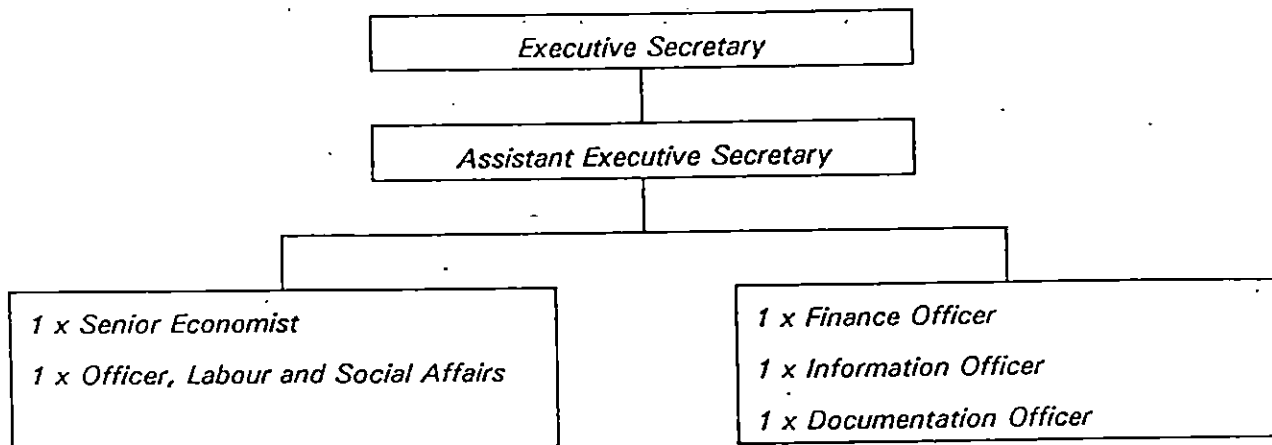 Executive Secretary
Assistant Executive Secretary
1 x Senior Economist
1 x Officer, Labour and Social Affairs
1 x Finance Officer
1 x Information Officer
1 x Documentation Officer